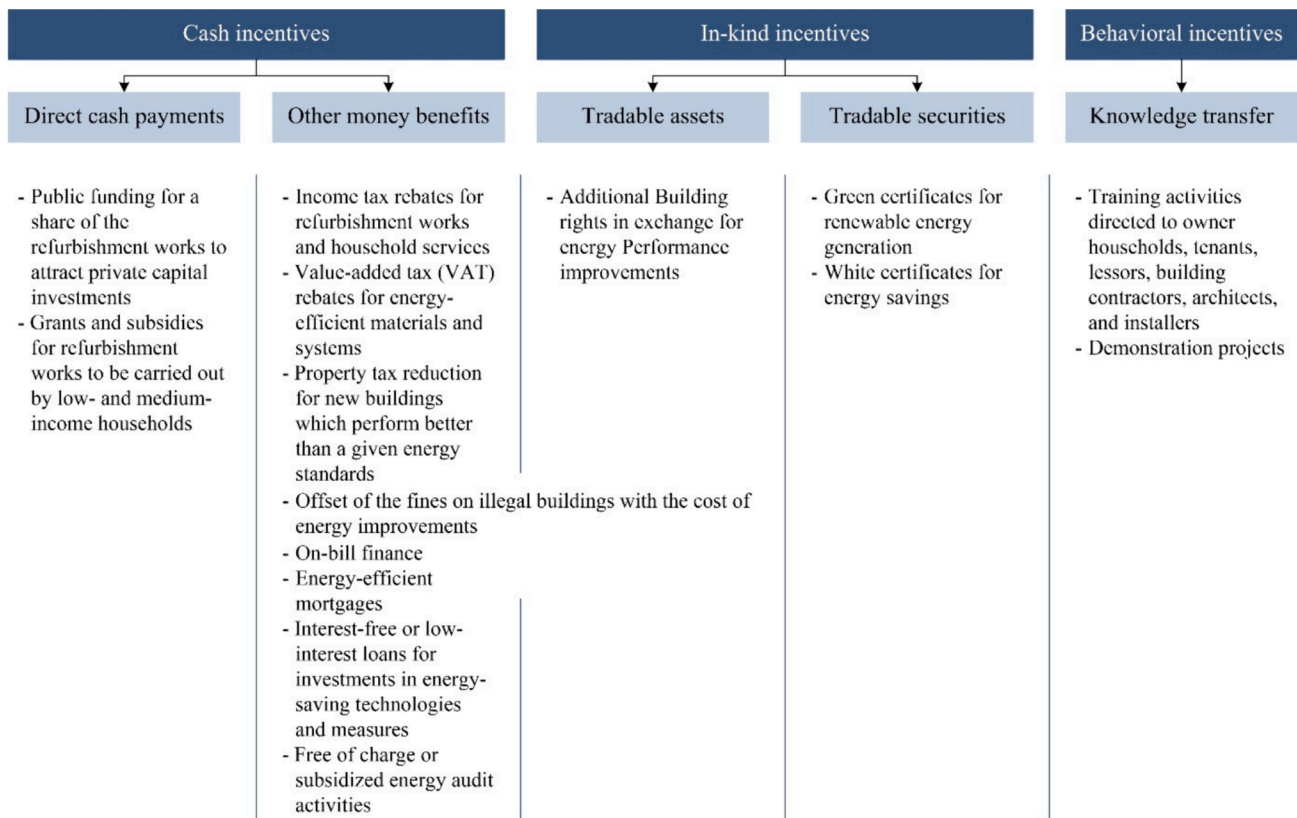 Cash incentives
In-kind incentives
Behavioral incentives
Direct cash payments
Other money benefits
Tradable assets
Tradable securities
Knowledge transfer
- Public funding for a
share of the
refurbishment works to
attract private capital
investments
- Grants and subsidies
for refurbishment
works to be carried out
by low- and medium-
income households
- Income tax rebates for
refurbishment works
and household services
- Value-added tax (VAT)
rebates for energy-
efficient materials and
systems
- Property tax reduction
for new buildings
which perform better
than a given energy
standards
- Offset of the fines on illegal buildings with the cost of
energy improvements
- On-bill finance
- Energy-efficient
mortgages
- Interest-free or low-
interest loans for
investments in energy-
saving technologies
and measures
- Free of charge or
subsidized energy audit
activities
- Additional Building
rights in exchange for
energy Performance
improvements
- Green certificates for
renewable energy
generation
- White certificates for
energy savings
- Training activities
directed to owner
households, tenants,
lessors, building
contractors, architects,
and installers
- Demonstration projects